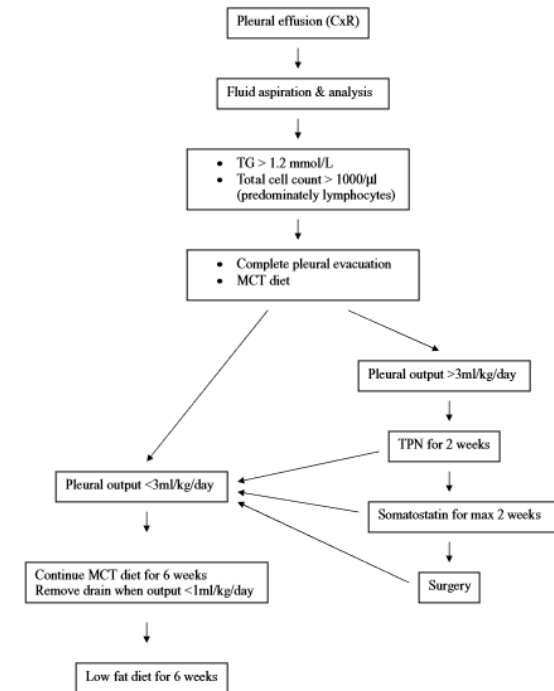 Pleural effusion (CxR)
Fluid aspiration & analysis
• TG > 1.2 mmol/L
• Total cell count > 1000/µl
(predominately lymphocytes)
• Complete pleural evacuation
• MCT diet
Pleural output >3ml/kg/day
TPN for 2 weeks
Pleural output <3ml/kg/day
Somatostatin for max 2 weeks
Continue MCT diet for 6 weeks
Remove drain when output <1ml/kg/day
Surgery
Low fat diet for 6 weeks